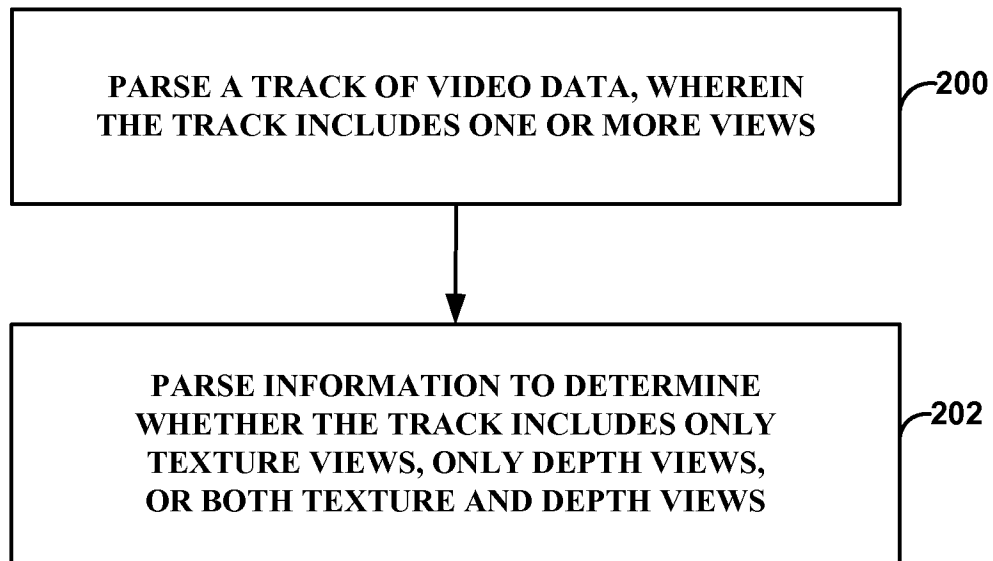 PARSE A TRACK OF VIDEO DATA, WHEREIN
THE TRACK INCLUDES ONE OR MORE VIEWS
200
PARSE INFORMATION TO DETERMINE
WHETHER THE TRACK INCLUDES ONLY
TEXTURE VIEWS, ONLY DEPTH VIEWS,
OR BOTH TEXTURE AND DEPTH VIEWS
202